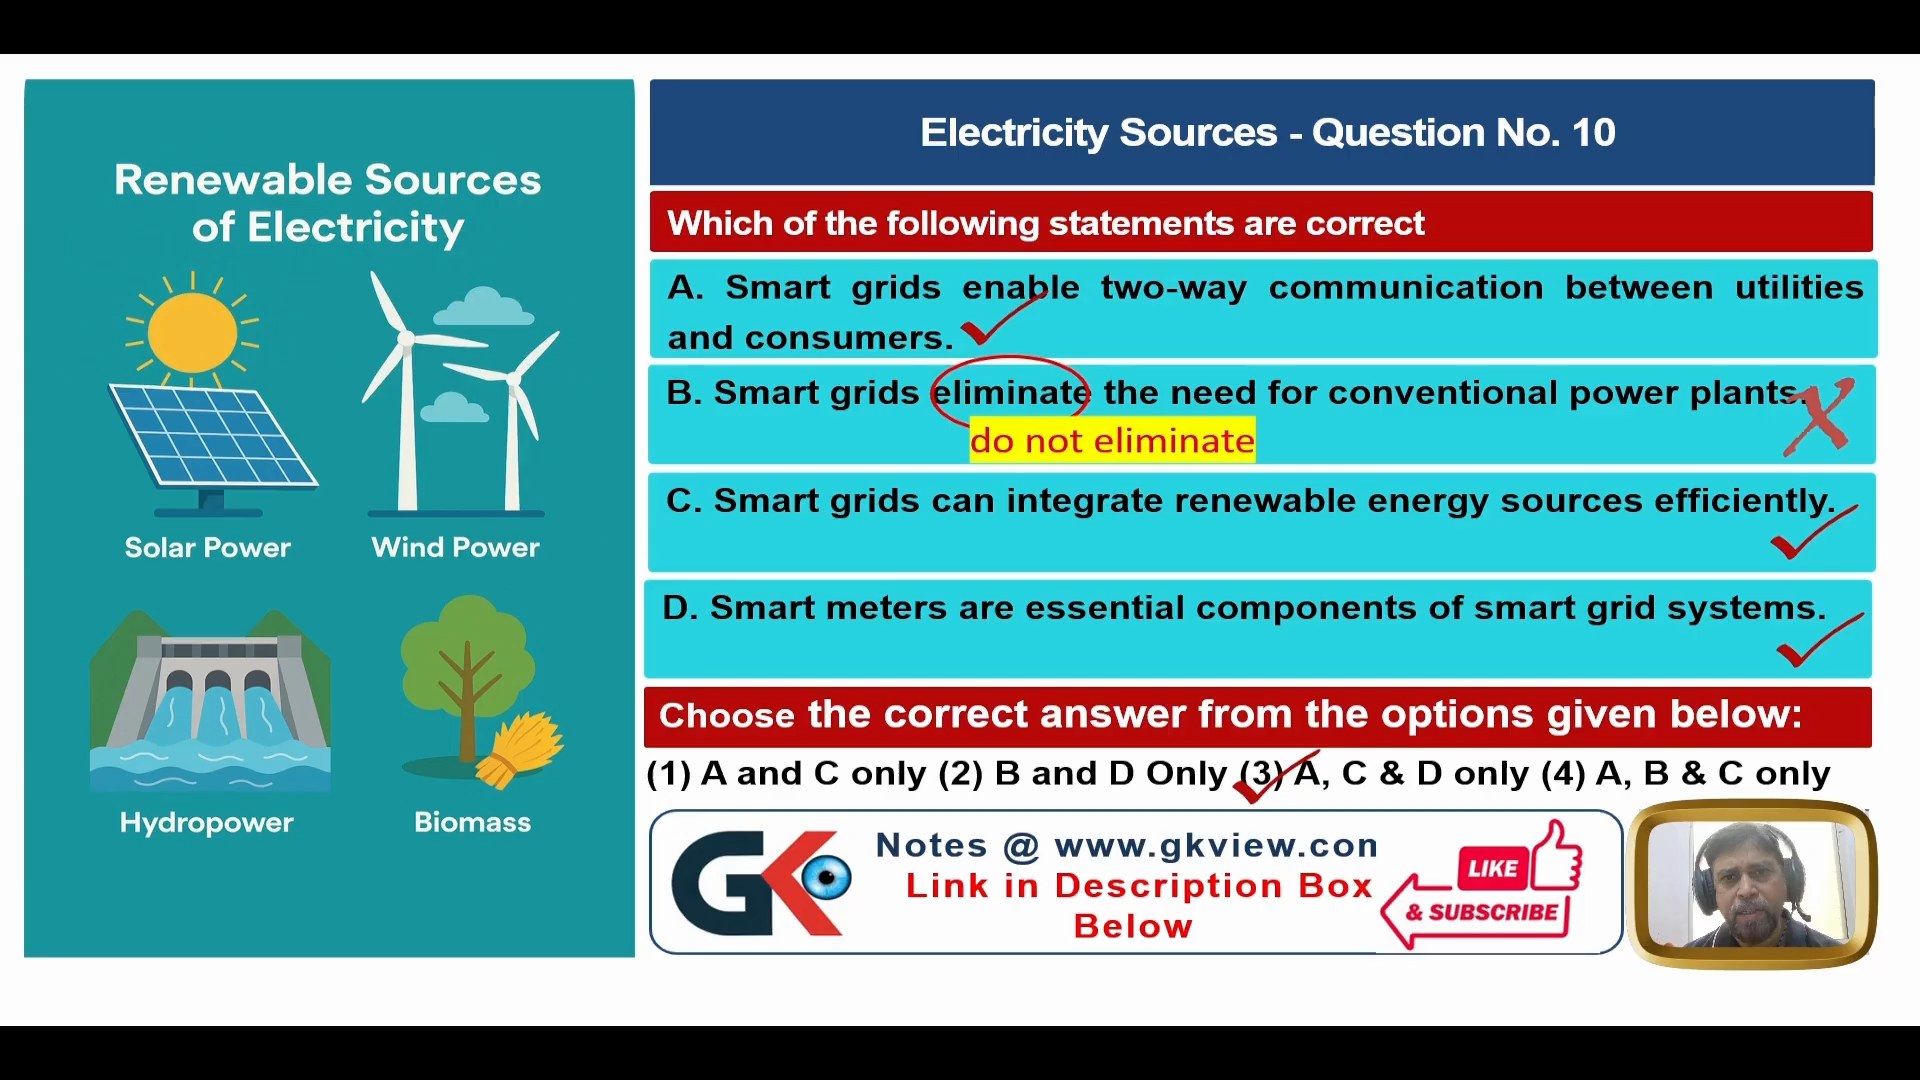 Renewable Sources
of Electricity
Solar Power
Wind Power
Hydropower
Biomass
Electricity Sources - Question No. 10
Which of the following statements are correct
A. Smart grids enable two-way communication between utilities
and consumers.
B. Smart grids eliminate the need for conventional power plants.
do not eliminate
C. Smart grids can integrate renewable energy sources efficiently.
D. Smart meters are essential components of smart grid systems.
Choose the correct answer from the options given below:
(1) A and C only (2) B and D Only (3) A, C & D only (4) A, B & C only
GK
Notes @ www.gkview.con
Link in Description Box
Below
LIKE
& SUBSCRIBE